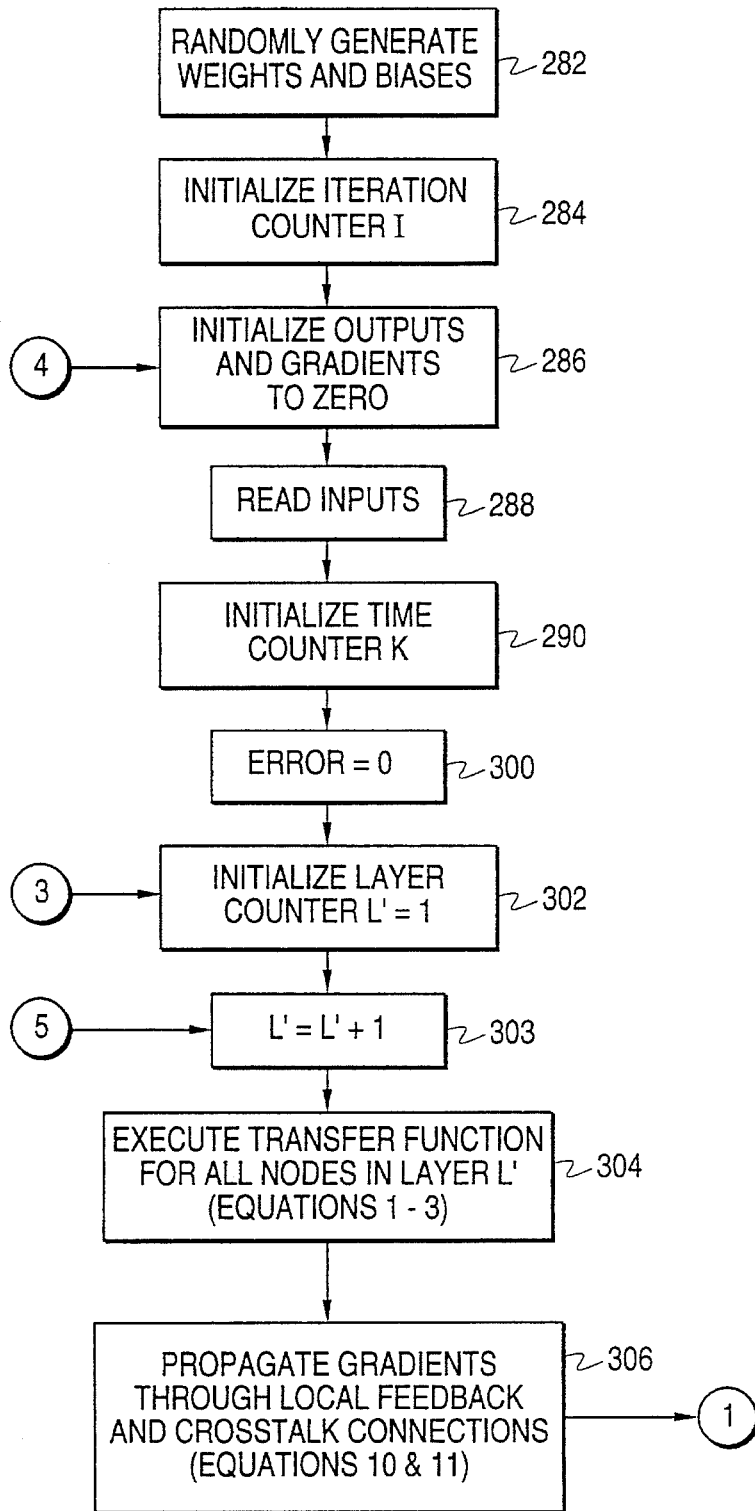 RANDOMLY GENERATE
WEIGHTS AND BIASES
282
INITIALIZE ITERATION
COUNTER I
284
4
INITIALIZE OUTPUTS
AND GRADIENTS
TO ZERO
286
READ INPUTS
288
INITIALIZE TIME
COUNTER K
290
ERROR = 0
300
3
INITIALIZE LAYER
COUNTER L' = 1
302
5
L' = L' + 1
303
EXECUTE TRANSFER FUNCTION
FOR ALL NODES IN LAYER L'
(EQUATIONS 1 - 3)
304
PROPAGATE GRADIENTS
THROUGH LOCAL FEEDBACK
AND CROSSTALK CONNECTIONS
(EQUATIONS 10 & 11)
306
1